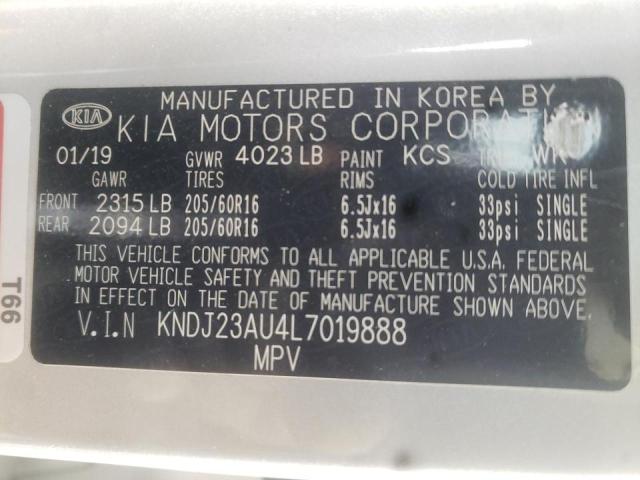 MANUFACTURED IN KOREA BY
KIA KIA MOTORS CORPORATION
01/19 GVWR 4023 LB PAINT KCS TRIM WK
GAWR TIRES RIMS COLD TIRE INFL
FRONT 2315 LB 205/60R16 6.5Jx16 33psi SINGLE
REAR 2094 LB 205/60R16 6.5Jx16 33psi SINGLE
THIS VEHICLE CONFORMS TO ALL APPLICABLE U.S.A. FEDERAL
MOTOR VEHICLE SAFETY AND THEFT PREVENTION STANDARDS
IN EFFECT ON THE DATE OF MANUFACTURE SHOWN ABOVE.
V.I.N KNDJ23AU4L7019888
MPV
T66